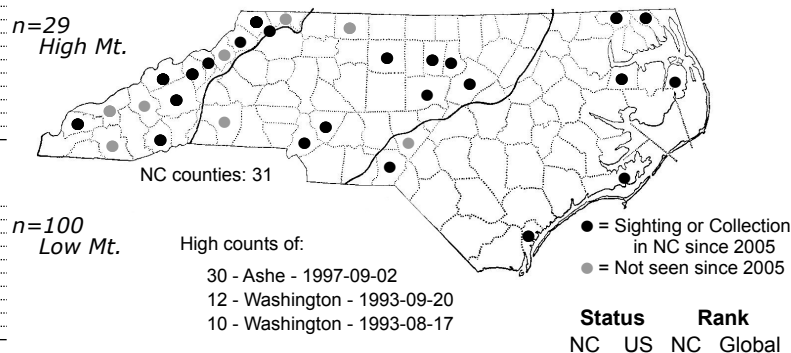 n=29
High Mt.
NC counties: 31
n=100
Low Mt.
High counts of:
30 - Ashe - 1997-09-02
12 - Washington - 1993-09-20
10 - Washington - 1993-08-17
= Sighting or Collection
in NC since 2005
= Not seen since 2005
Status Rank
NC US NC Global